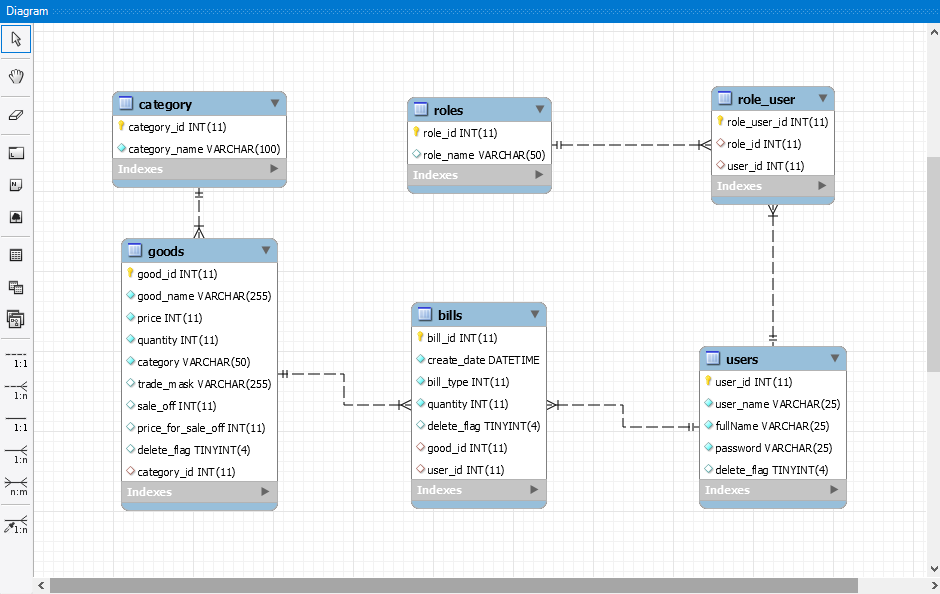 Diagram
category
category_id INT(11)
category_name VARCHAR(100)
Indexes
roles
role_id INT(11)
role_name VARCHAR(50)
Indexes
role_user
role_user_id INT(11)
role_id INT(11)
user_id INT(11)
Indexes
goods
good_id INT(11)
good_name VARCHAR(255)
price INT(11)
quantity INT(11)
category VARCHAR(50)
trade_mask VARCHAR(255)
sale_off INT(11)
price_for_sale_off INT(11)
delete_flag TINYINT(4)
category_id INT(11)
Indexes
bills
bill_id INT(11)
create_date DATETIME
bill_type INT(11)
quantity INT(11)
delete_flag TINYINT(4)
good_id INT(11)
user_id INT(11)
Indexes
users
user_id INT(11)
user_name VARCHAR(25)
fullName VARCHAR(25)
password VARCHAR(25)
delete_flag TINYINT(4)
Indexes
1:1
1:n
1:1
1:n
n:m
1:n